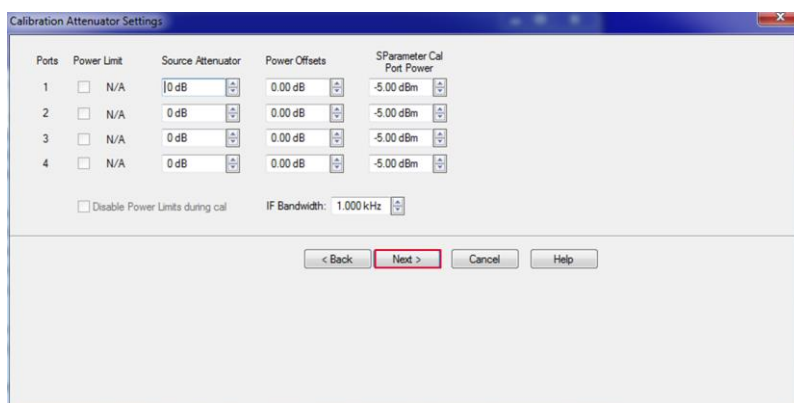 Calibration Attenuator Settings
Ports Power Limit Source Attenuator Power Offsets SParameter Cal
Port Power
1 N/A 0 dB 0.00 dB -5.00 dBm
2 N/A 0 dB 0.00 dB -5.00 dBm
3 N/A 0 dB 0.00 dB -5.00 dBm
4 N/A 0 dB 0.00 dB -5.00 dBm
Disable Power Limits during cal IF Bandwidth: 1.000 kHz
< Back Next > Cancel Help